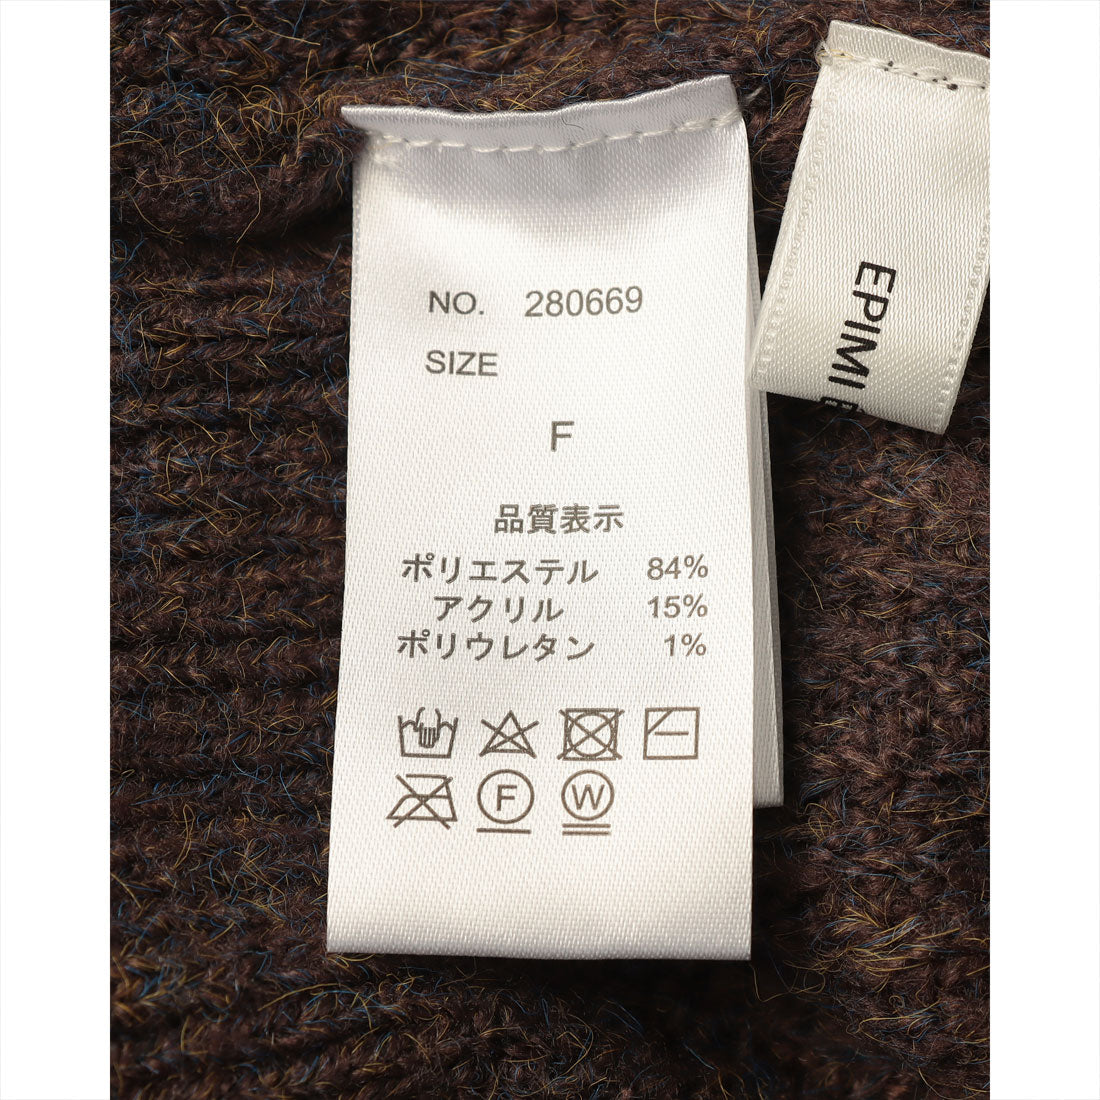 NO. 280669
SIZE
F
品質表示
ポリエステル 84%
アクリル 15%
ポリウレタン 1%
F W
EPIMI